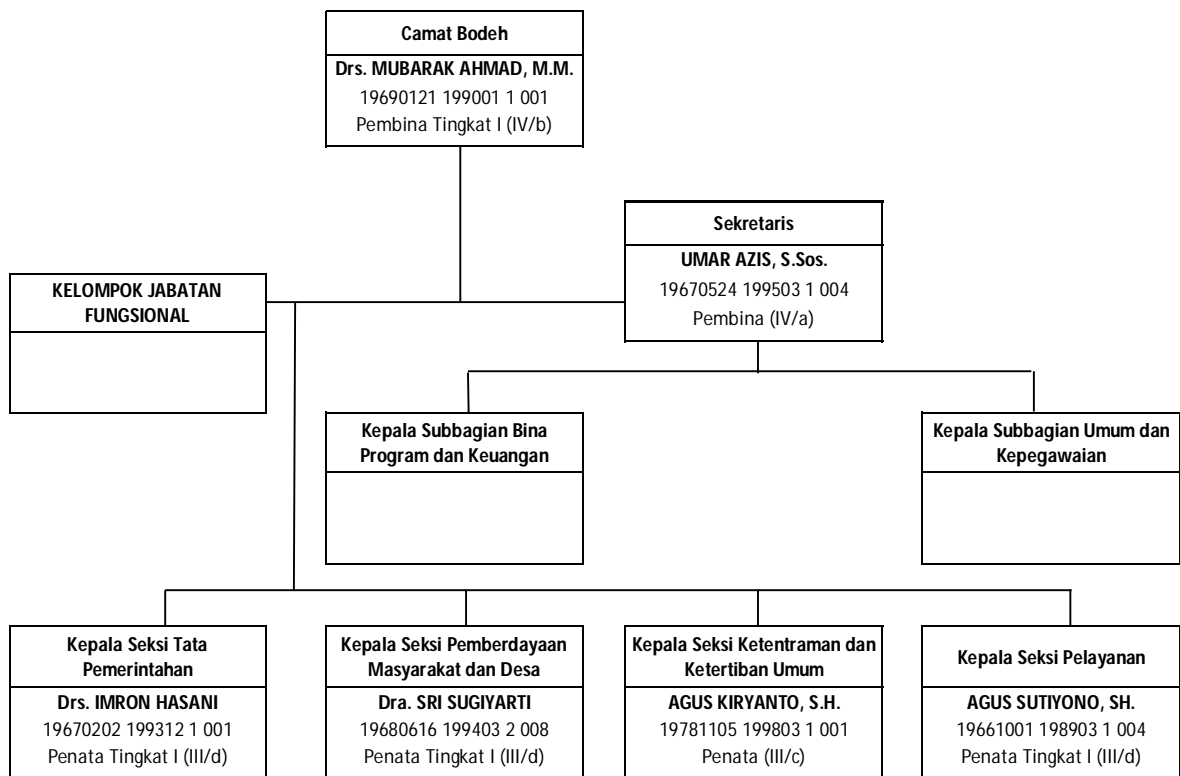 Camat Bodeh
Drs. MUBARAK AHMAD, M.M.
19690121 199001 1 001
Pembina Tingkat I (IV/b)
Sekretaris
UMAR AZIS, S.Sos.
19670524 199503 1 004
Pembina (IV/a)
KELOMPOK JABATAN
FUNGSIONAL
Kepala Subbagian Bina
Program dan Keuangan
Kepala Subbagian Umum dan
Kepegawaian
Kepala Seksi Tata
Pemerintahan
Drs. IMRON HASANI
19670202 199312 1 001
Penata Tingkat I (III/d)
Kepala Seksi Pemberdayaan
Masyarakat dan Desa
Dra. SRI SUGIYARTI
19680616 199403 2 008
Penata Tingkat I (III/d)
Kepala Seksi Ketentraman dan
Ketertiban Umum
AGUS KIRYANTO, S.H.
19781105 199803 1 001
Penata (III/c)
Kepala Seksi Pelayanan
AGUS SUTIYONO, SH.
19661001 198903 1 004
Penata Tingkat I (III/d)